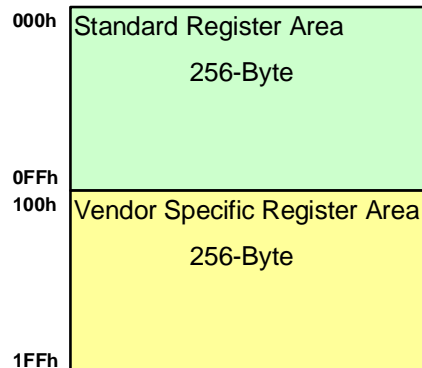 000h Standard Register Area
256-Byte
0FFh
100h Vendor Specific Register Area
256-Byte
1FFh